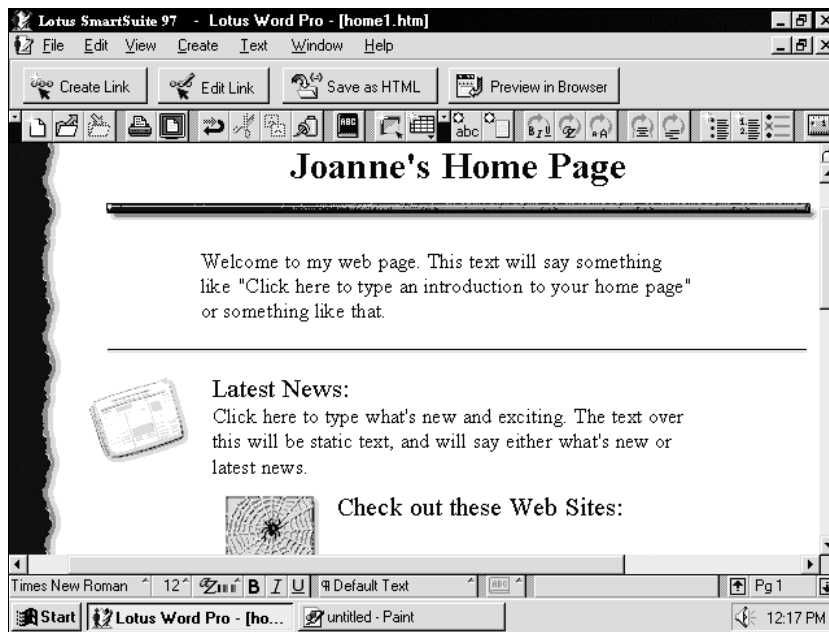 Lotus SmartSuite 97 - Lotus Word Pro - [home1.htm]
File Edit View Create Text Window Help
Create Link Edit Link Save as HTML Preview in Browser
ABC abc B I U A A 1 2
Joanne's Home Page
Welcome to my web page. This text will say something
like "Click here to type an introduction to your home page"
or something like that.
Latest News:
Click here to type what's new and exciting. The text over
this will be static text, and will say either what's new or
latest news.
Check out these Web Sites:
Times New Roman 12 B I U ¶ Default Text Pg 1
Start Lotus Word Pro - [ho... untitled - Paint 12:17 PM